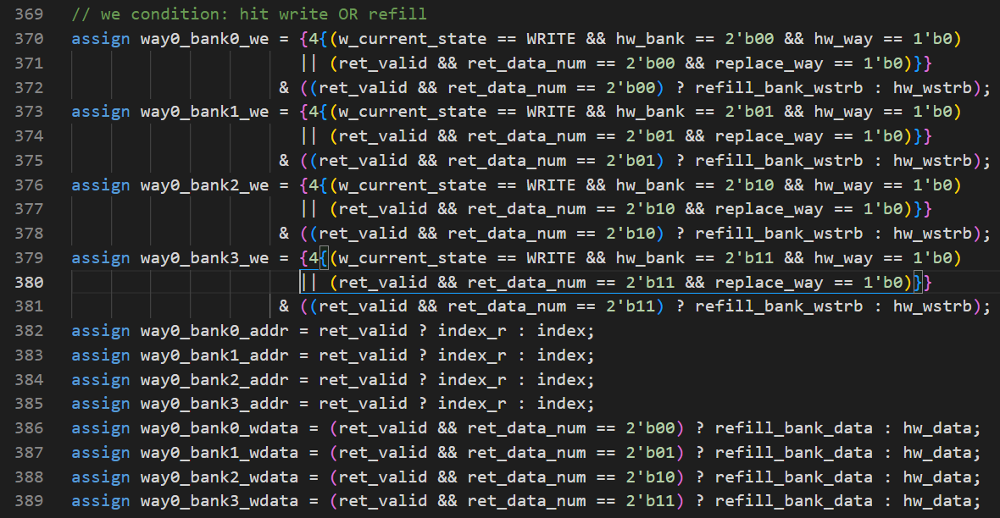 369 // we condition: hit write OR refill
370 assign way0_bank0_we = {4{(w_current_state == WRITE && hw_bank == 2'b00 && hw_way == 1'b0)
371 || (ret_valid && ret_data_num == 2'b00 && replace_way == 1'b0)}}
372 & ((ret_valid && ret_data_num == 2'b00) ? refill_bank_wstrb : hw_wstrb);
373 assign way0_bank1_we = {4{(w_current_state == WRITE && hw_bank == 2'b01 && hw_way == 1'b0)
374 || (ret_valid && ret_data_num == 2'b01 && replace_way == 1'b0)}}
375 & ((ret_valid && ret_data_num == 2'b01) ? refill_bank_wstrb : hw_wstrb);
376 assign way0_bank2_we = {4{(w_current_state == WRITE && hw_bank == 2'b10 && hw_way == 1'b0)
377 || (ret_valid && ret_data_num == 2'b10 && replace_way == 1'b0)}}
378 & ((ret_valid && ret_data_num == 2'b10) ? refill_bank_wstrb : hw_wstrb);
379 assign way0_bank3_we = {4{(w_current_state == WRITE && hw_bank == 2'b11 && hw_way == 1'b0)
380 || (ret_valid && ret_data_num == 2'b11 && replace_way == 1'b0)}}
381 & ((ret_valid && ret_data_num == 2'b11) ? refill_bank_wstrb : hw_wstrb);
382 assign way0_bank0_addr = ret_valid ? index_r : index;
383 assign way0_bank1_addr = ret_valid ? index_r : index;
384 assign way0_bank2_addr = ret_valid ? index_r : index;
385 assign way0_bank3_addr = ret_valid ? index_r : index;
386 assign way0_bank0_wdata = (ret_valid && ret_data_num == 2'b00) ? refill_bank_data : hw_data;
387 assign way0_bank1_wdata = (ret_valid && ret_data_num == 2'b01) ? refill_bank_data : hw_data;
388 assign way0_bank2_wdata = (ret_valid && ret_data_num == 2'b10) ? refill_bank_data : hw_data;
389 assign way0_bank3_wdata = (ret_valid && ret_data_num == 2'b11) ? refill_bank_data : hw_data;